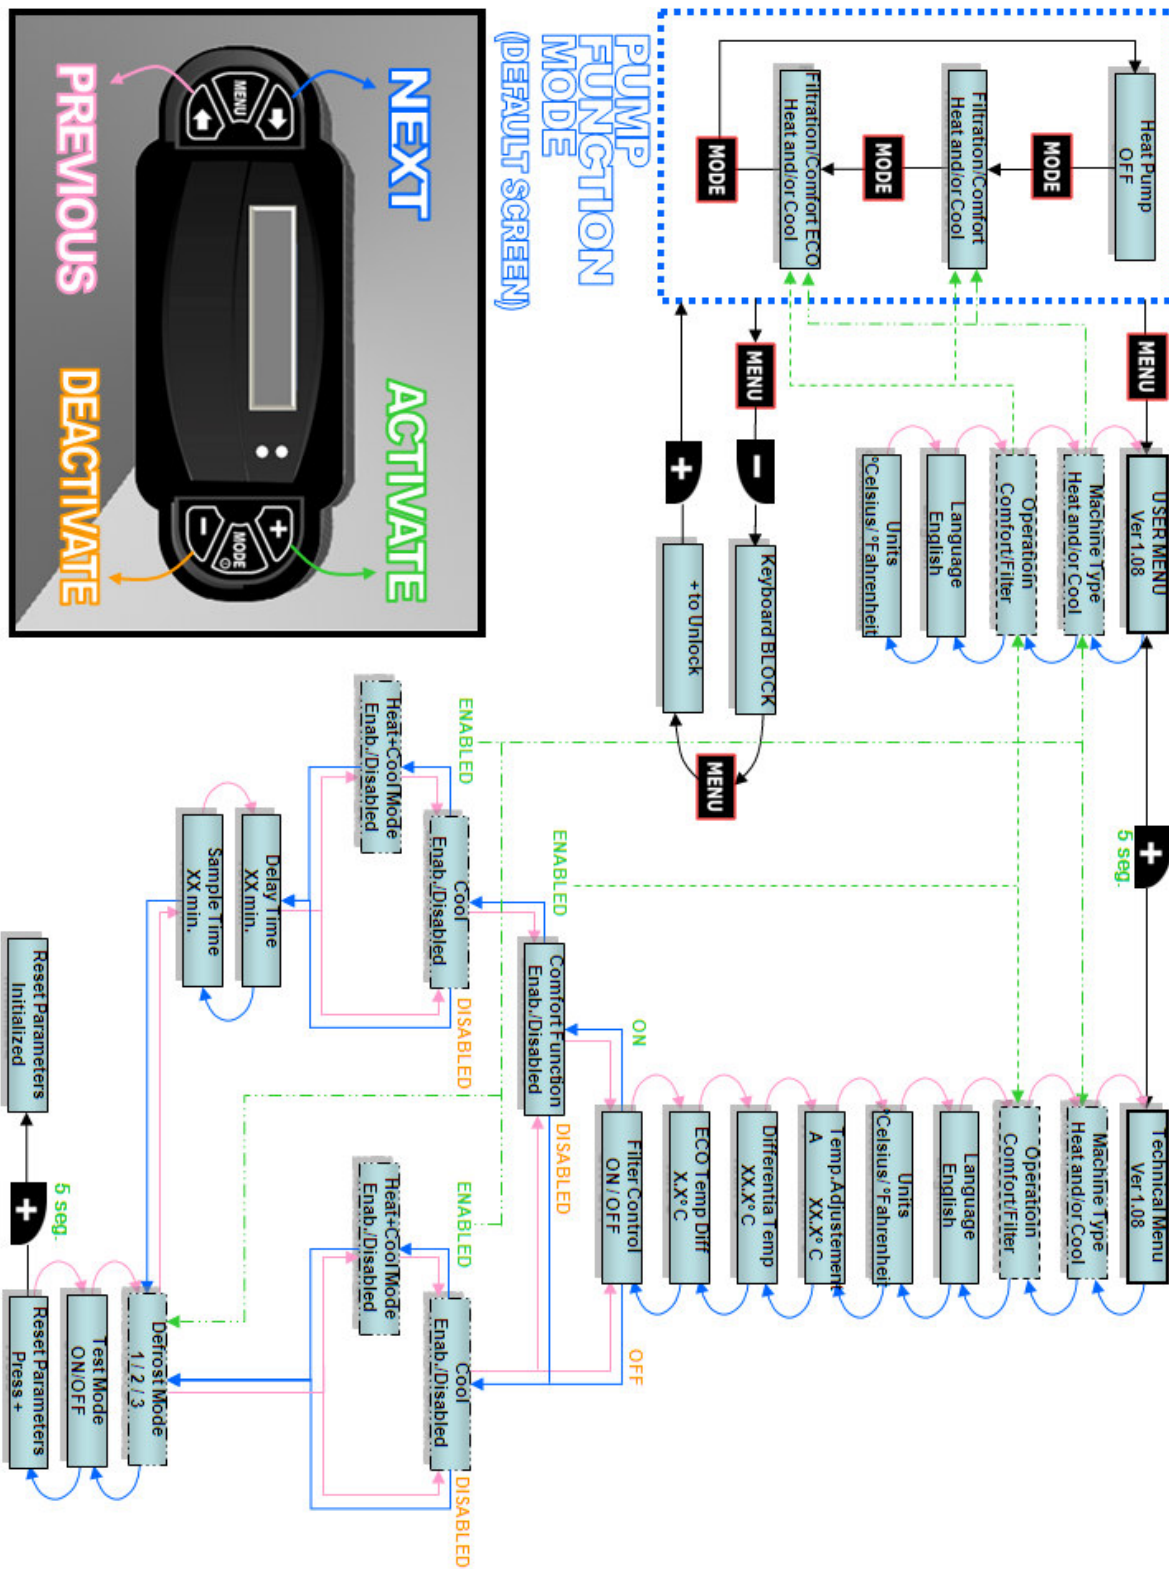 Heat Pump
OFF
MODE
Filtration/Comfort
Heat and/or Cool
MODE
Filtration/Comfort ECO
Heat and/or Cool
MODE
PUMP
FUNCTION
MODE
(DEFAULT SCREEN)
MENU
USER MENU
Ver 1.08
Machine Type
Heat and/or Cool
Operatioin
Comfort/Filter
Language
English
Units
°Celsius/°Fahrenheit
MENU
-
Keyboard BLOCK
MENU
+to Unlock
+
+
5 seg.
Technical Menu
Ver 1.08
Machine Type
Heat and/or Cool
Operatioin
Comfort/Filter
Language
English
Units
°Celsius/°Fahrenheit
Temp.Adjustement
A XX.X° C
Differentia Temp
XX.X° C
ECO Temp Diff
X.X° C
Filter Control
ON / OFF
ON
OFF
Comfort Function
Enab./Disabled
ENABLED
DISABLED
Cool
Enab./Disabled
ENABLED
DISABLED
Heat+Cool Mode
Enab./Disabled
Delay Time
XX min.
Sample Time
XX min.
Cool
Enab./Disabled
ENABLED
DISABLED
Heat+Cool Mode
Enab./Disabled
Defrost Mode
1 / 2 / 3
Test Mode
ON/OFF
Reset Parameters
Press +
5 seg.
+
Reset Parameters
Initialized
NEXT
ACTIVATE
MENU
+
MODE
-
PREVIOUS
DEACTIVATE